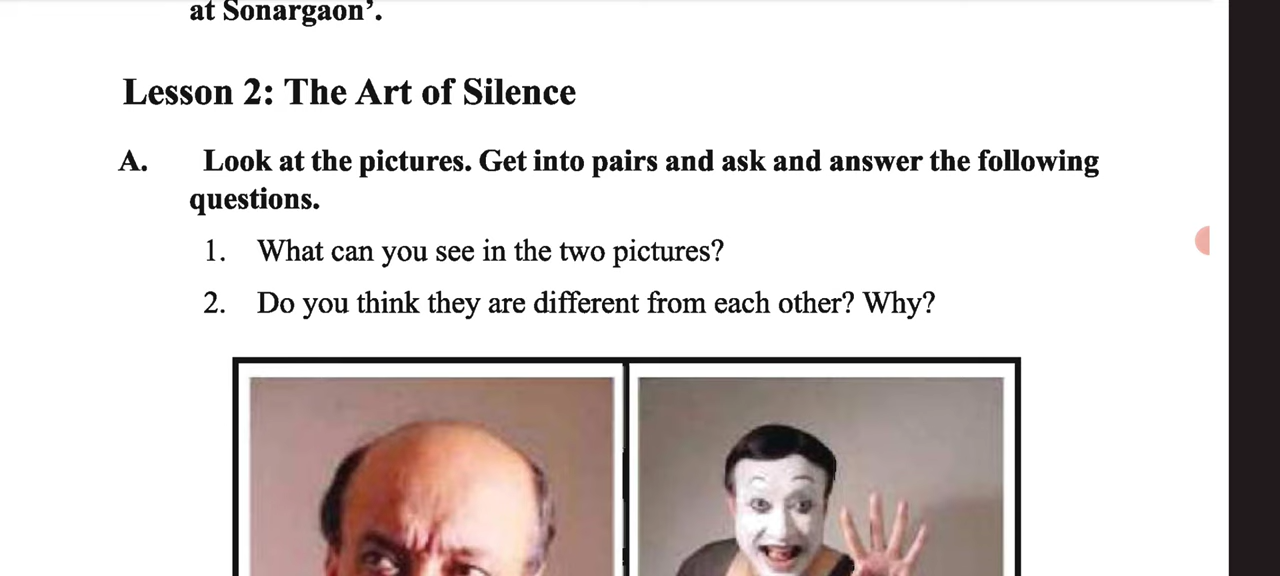 at Sonargaon’.
Lesson 2: The Art of Silence
A. Look at the pictures. Get into pairs and ask and answer the following
questions.
1. What can you see in the two pictures?
2. Do you think they are different from each other? Why?